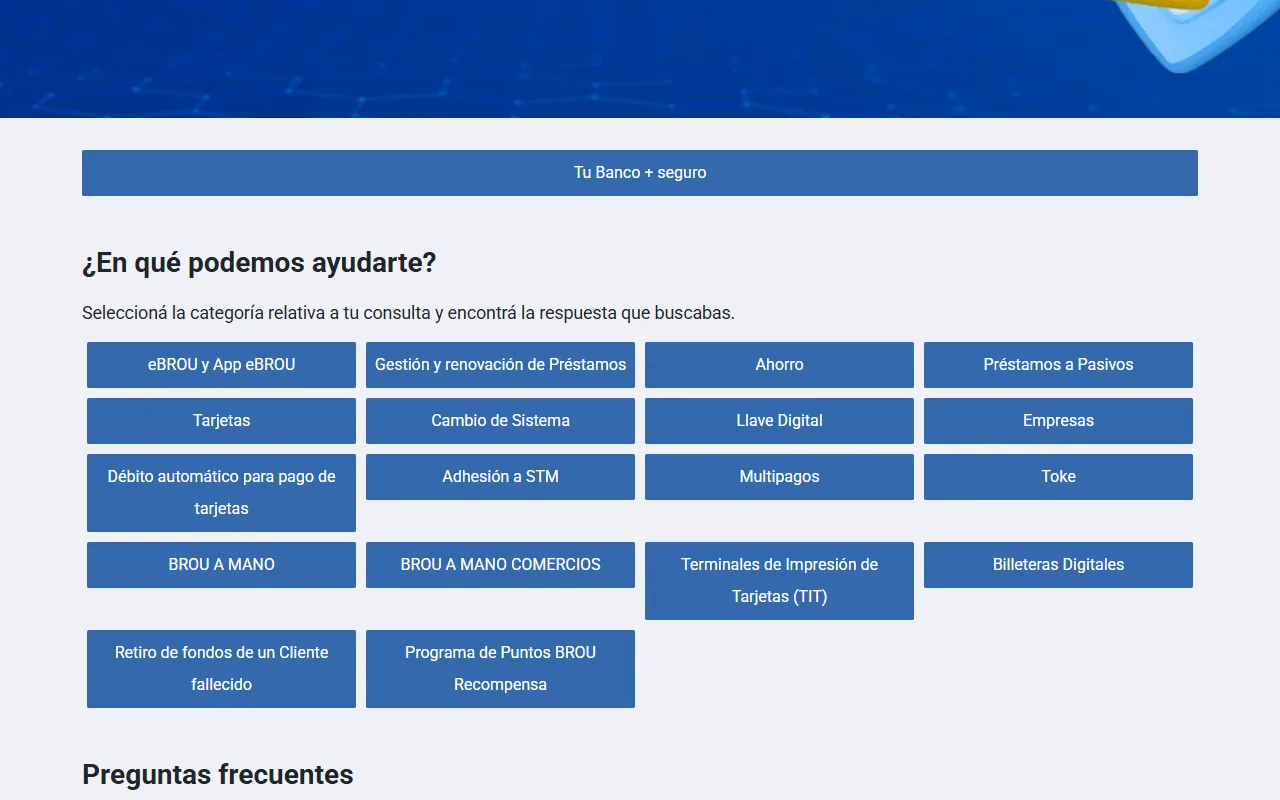 Tu Banco + seguro
¿En qué podemos ayudarte?
Seleccioná la categoría relativa a tu consulta y encontrá la respuesta que buscabas.
eBROU y App eBROU
Gestión y renovación de Préstamos
Ahorro
Préstamos a Pasivos
Tarjetas
Cambio de Sistema
Llave Digital
Empresas
Débito automático para pago de
tarjetas
Adhesión a STM
Multipagos
Toke
BROU A MANO
BROU A MANO COMERCIOS
Terminales de Impresión de
Tarjetas (TIT)
Billeteras Digitales
Retiro de fondos de un Cliente
fallecido
Programa de Puntos BROU
Recompensa
Preguntas frecuentes